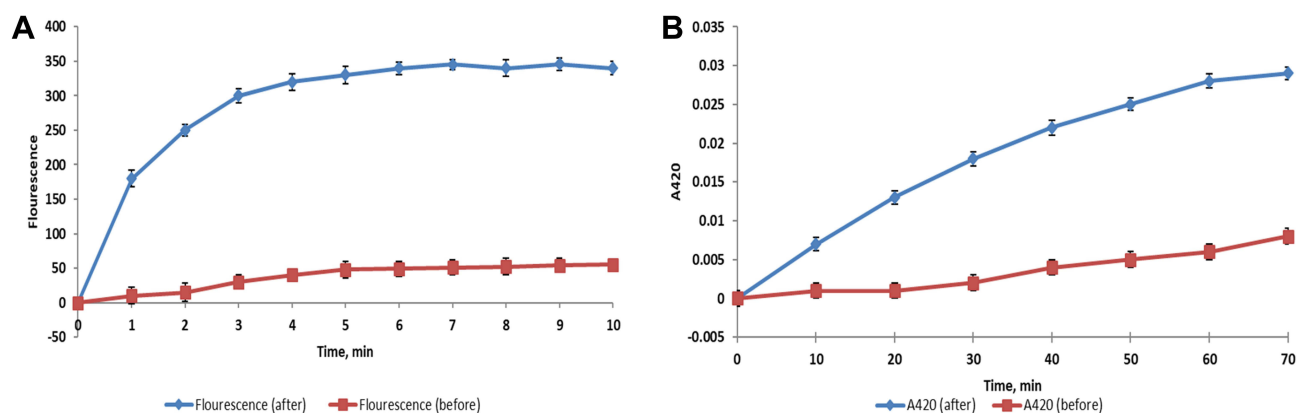 A
400
350
300
250
200
150
100
50
0
-50
Flourescence
0 1 2 3 4 5 6 7 8 9 10
Time, min
Flourescence (after) Flourescence (before)
B
0.035
0.03
0.025
0.02
0.015
0.01
0.005
0
-0.005
A420
0 10 20 30 40 50 60 70
Time, min
A420 (after) A420 (before)